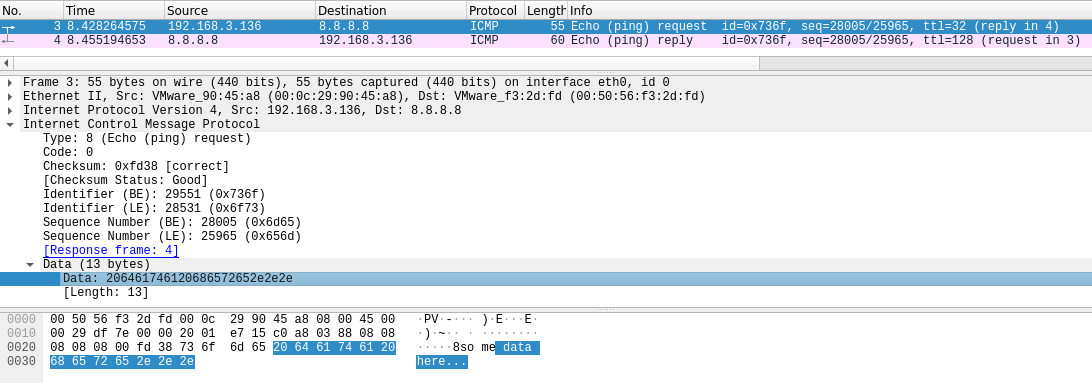 No. Time Source Destination Protocol Length Info
3 8.428264575 192.168.3.136 8.8.8.8 ICMP 55 Echo (ping) request id=0x736f, seq=28005/25965, ttl=32 (reply in 4)
4 8.455194653 8.8.8.8 192.168.3.136 ICMP 60 Echo (ping) reply id=0x736f, seq=28005/25965, ttl=128 (request in 3)
Frame 3: 55 bytes on wire (440 bits), 55 bytes captured (440 bits) on interface eth0, id 0
Ethernet II, Src: VMware_90:45:a8 (00:0c:29:90:45:a8), Dst: VMware_f3:2d:fd (00:50:56:f3:2d:fd)
Internet Protocol Version 4, Src: 192.168.3.136, Dst: 8.8.8.8
Internet Control Message Protocol
Type: 8 (Echo (ping) request)
Code: 0
Checksum: 0xfd38 [correct]
[Checksum Status: Good]
Identifier (BE): 29551 (0x736f)
Identifier (LE): 28531 (0x6f73)
Sequence Number (BE): 28005 (0x6d65)
Sequence Number (LE): 25965 (0x656d)
[Response frame: 4]
Data (13 bytes)
Data: 206461746120686572652e2e2e
[Length: 13]
0000 00 50 56 f3 2d fd 00 0c 29 90 45 a8 08 00 45 00 ·PV·-··· )·E···E·
0010 00 29 df 7e 00 00 20 01 e7 15 c0 a8 03 88 08 08 ·)·~·· · ········
0020 08 08 08 00 fd 38 73 6f 6d 65 20 64 61 74 61 20 ·····8so me data
0030 68 65 72 65 2e 2e 2e here...